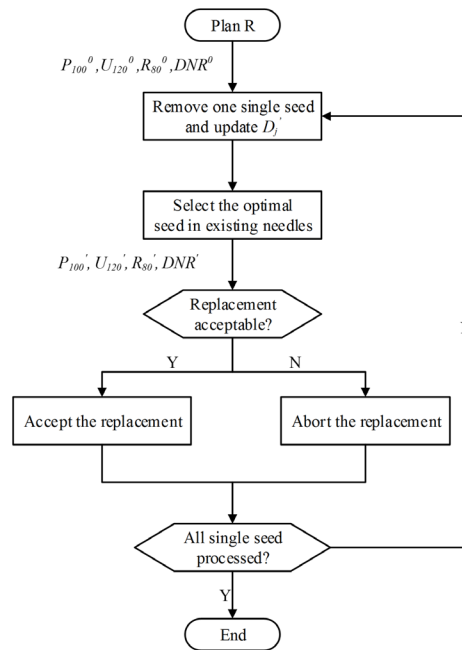 Plan R
P₁₀₀⁰,U₁₂₀⁰,R₈₀⁰,DNR⁰
Remove one single seed
and update Dⱼ'
Select the optimal
seed in existing needles
P₁₀₀', U₁₂₀', R₈₀', DNR'
Replacement
acceptable?
Y
N
Accept the replacement
Abort the replacement
All single seed
processed?
Y
End